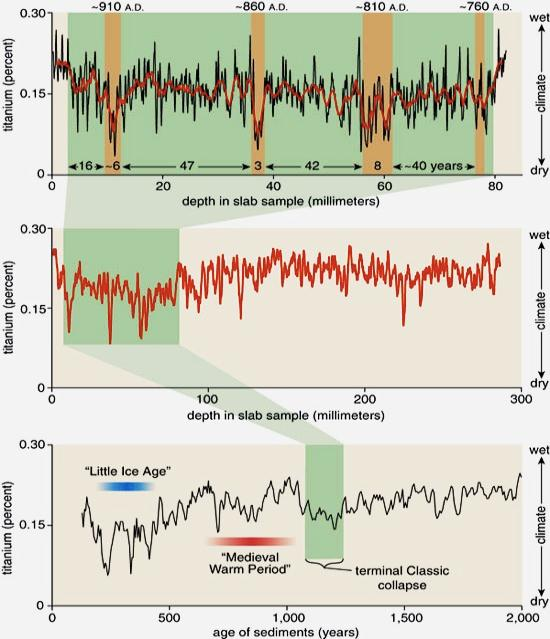 ~910 A.D. ~860 A.D. ~810 A.D. ~760 A.D.
0.30 wet
titanium (percent)
0.15
climate
16 ~6 47 3 42 8 ~40 years
0 dry
0 20 40 60 80
depth in slab sample (millimeters)
0.30 wet
titanium (percent)
0.15
climate
0 dry
0 100 200 300
depth in slab sample (millimeters)
0.30 wet
"Little Ice Age"
titanium (percent)
0.15
climate
"Medieval
Warm Period"
terminal Classic
collapse
0 dry
0 500 1,000 1,500 2,000
age of sediments (years)